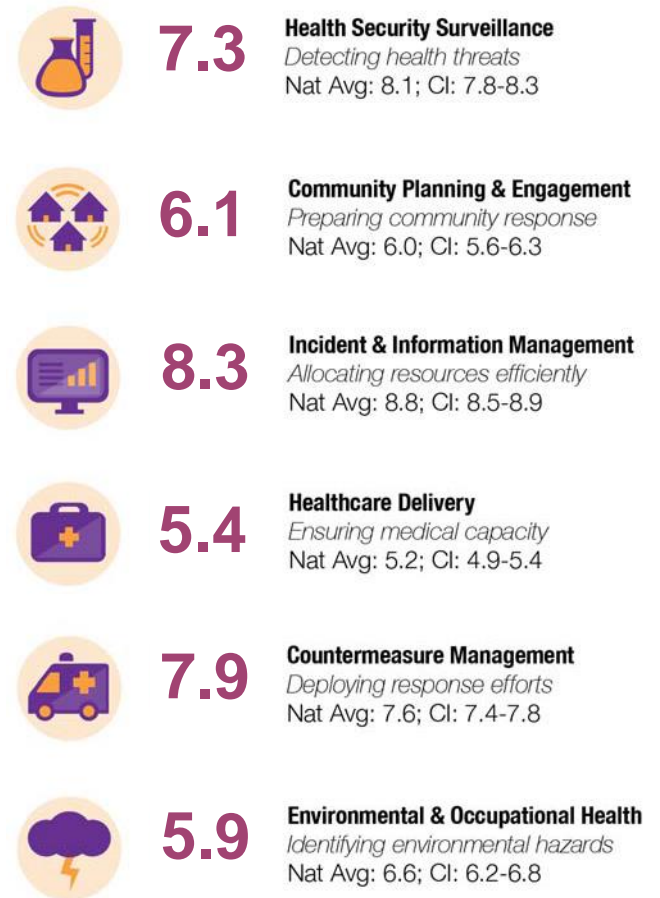 7.3
Health Security Surveillance
Detecting health threats
Nat Avg: 8.1; CI: 7.8-8.3
6.1
Community Planning & Engagement
Preparing community response
Nat Avg: 6.0; CI: 5.6-6.3
8.3
Incident & Information Management
Allocating resources efficiently
Nat Avg: 8.8; CI: 8.5-8.9
5.4
Healthcare Delivery
Ensuring medical capacity
Nat Avg: 5.2; CI: 4.9-5.4
7.9
Countermeasure Management
Deploying response efforts
Nat Avg: 7.6; CI: 7.4-7.8
5.9
Environmental & Occupational Health
Identifying environmental hazards
Nat Avg: 6.6; CI: 6.2-6.8